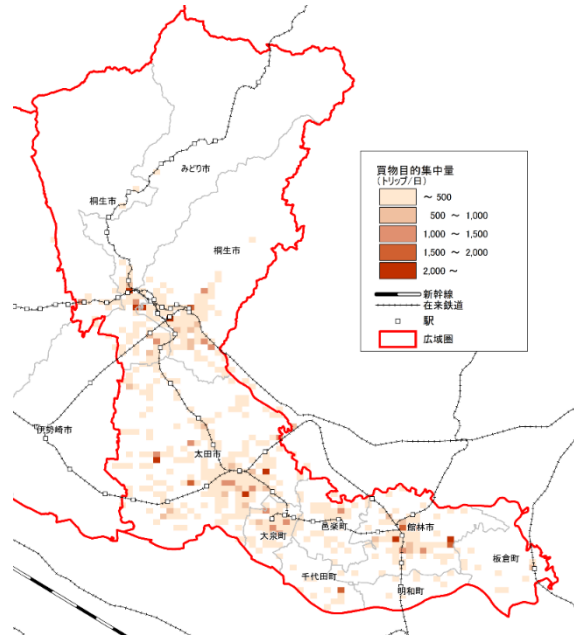 みどり市
桐生市
桐生市
買物目的集中量
(トリップ/日)
～ 500
500 ～ 1,000
1,000 ～ 1,500
1,500 ～ 2,000
2,000 ～
新幹線
在来鉄道
駅
広域圏
伊勢崎市
太田市
大泉町
邑楽町
館林市
板倉町
千代田町
明和町